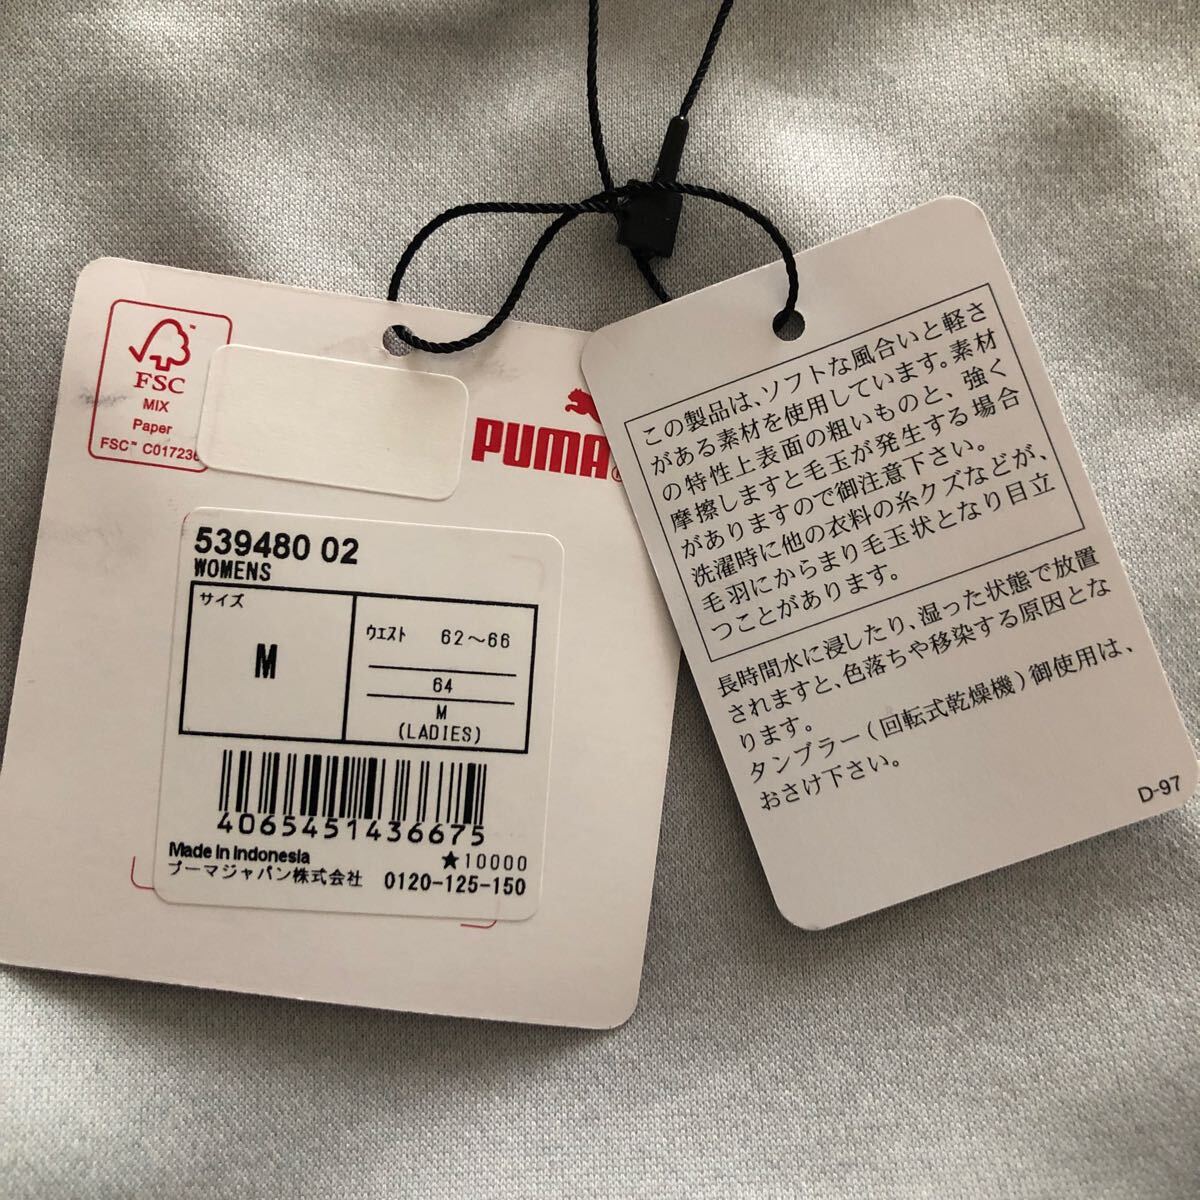 FSC
MIX
Paper
FSC™ C017236
PUMA
539480 02
WOMENS
サイズ
M
ウエスト 62～66
64
M
(LADIES)
4065451436675
Made in Indonesia
★10000
プーマジャパン株式会社 0120-125-150
この製品は、ソフトな風合いと軽さ
がある素材を使用しています。素材
の特性上表面の粗いものと、強く
摩擦しますと毛玉が発生する場合
がありますので御注意下さい。
洗濯時に他の衣料の糸クズなどが、
毛羽にからまり毛玉状となり目立
つことがあります。
長時間水に浸したり、湿った状態で放置
されますと、色落ちや移染する原因とな
ります。
タンブラー(回転式乾燥機)御使用は、
おさけ下さい。
D-97